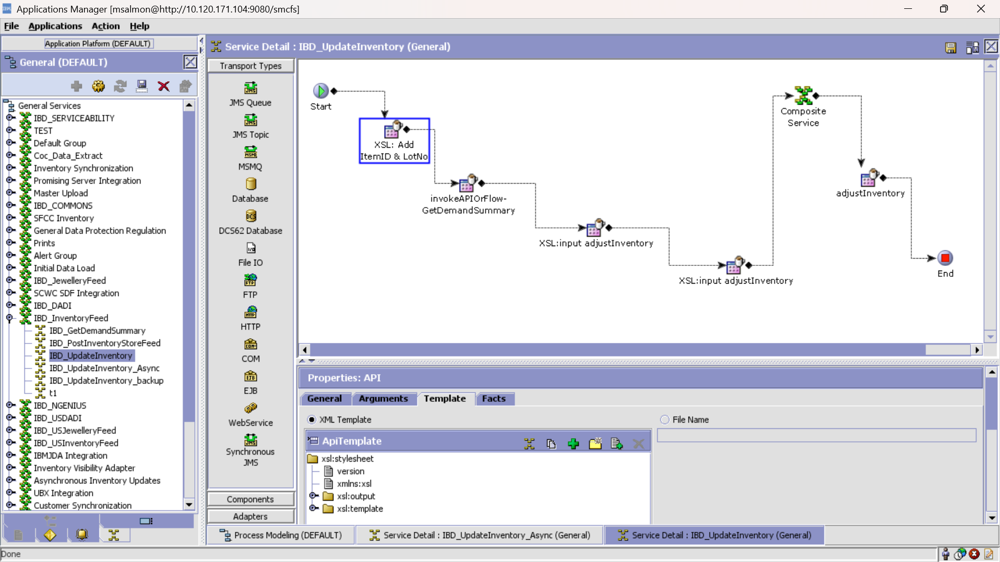 Applications Manager [msalmon@http://10.120.171.104:9080/smcfs]
File Applications Action Help
Application Platform (DEFAULT)
General (DEFAULT)
General Services
IBD_SERVICEABILITY
TEST
Default Group
Coc_Data_Extract
Inventory Synchronization
Promising Server Integration
Master Upload
IBD_COMMONS
SFCC Inventory
General Data Protection Regulation
Prints
Alert Group
Initial Data Load
IBD_JewelleryFeed
SCWC SDF Integration
IBD_DADI
IBD_InventoryFeed
IBD_GetDemandSummary
IBD_PostInventoryStoreFeed
IBD_UpdateInventory
IBD_UpdateInventory_Async
IBD_UpdateInventory_backup
t1
IBD_NGENIUS
IBD_USDADI
IBD_USJewelleryFeed
IBD_USInventoryFeed
IBMJDA Integration
Inventory Visibility Adapter
Asynchronous Inventory Updates
UBX Integration
Customer Synchronization
Service Detail : IBD_UpdateInventory (General)
Transport Types
JMS Queue
JMS Topic
MSMQ
Database
DCS62 Database
File IO
FTP
HTTP
COM
EJB
WebService
Synchronous
JMS
Components
Adapters
Start
XSL: Add
ItemID & LotNo
invokeAPIOrFlow-
GetDemandSummary
XSL:input adjustInventory
XSL:input adjustInventory
Composite
Service
adjustInventory
End
Properties: API
General Arguments Template Facts
XML Template
File Name
ApiTemplate
xsl:stylesheet
version
xmlns:xsl
xsl:output
xsl:template
Process Modeling (DEFAULT) Service Detail : IBD_UpdateInventory_Async (General) Service Detail : IBD_UpdateInventory (General)
Done